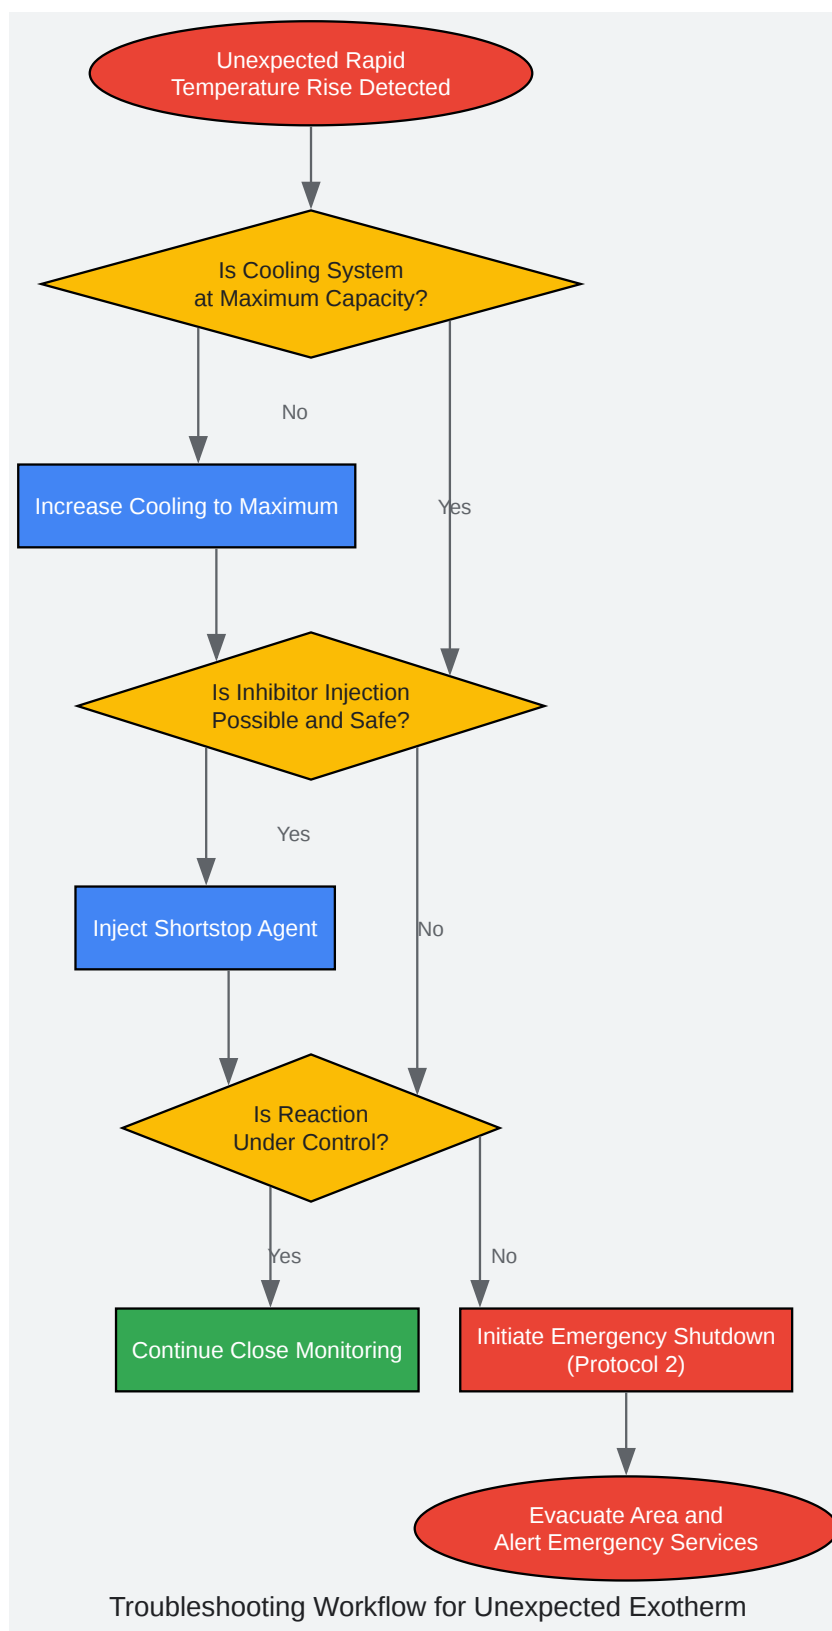 Unexpected Rapid
Temperature Rise Detected
Is Cooling System
at Maximum Capacity?
No
Increase Cooling to Maximum
Yes
Is Inhibitor Injection
Possible and Safe?
Yes
Inject Shortstop Agent
No
Is Reaction
Under Control?
Yes
No
Continue Close Monitoring
Initiate Emergency Shutdown
(Protocol 2)
Evacuate Area and
Alert Emergency Services
Troubleshooting Workflow for Unexpected Exotherm